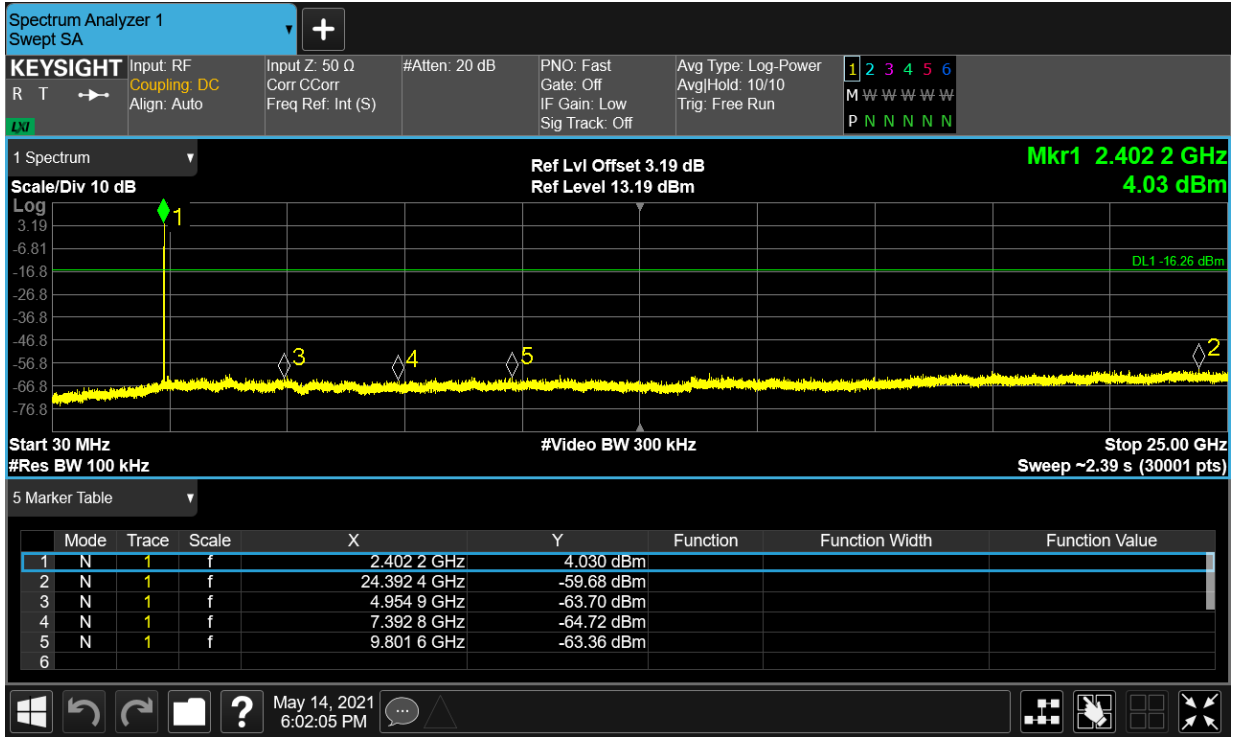 Spectrum Analyzer 1
Swept SA
KEYSIGHT
R T
LXI
Input: RF
Coupling: DC
Align: Auto
Input Z: 50 Ω
Corr CCorr
Freq Ref: Int (S)
#Atten: 20 dB
PNO: Fast
Gate: Off
IF Gain: Low
Sig Track: Off
Avg Type: Log-Power
Avg|Hold: 10/10
Trig: Free Run
1 2 3 4 5 6
M W W W W W
P N N N N N
1 Spectrum
Scale/Div 10 dB
Ref Lvl Offset 3.19 dB
Ref Level 13.19 dBm
Mkr1 2.402 2 GHz
4.03 dBm
Log
3.19
-6.81
-16.8
-26.8
-36.8
-46.8
-56.8
-66.8
-76.8
1
3
4
5
2
DL1 -16.26 dBm
Start 30 MHz
#Video BW 300 kHz
Stop 25.00 GHz
#Res BW 100 kHz
Sweep ~2.39 s (30001 pts)
5 Marker Table
Mode Trace Scale X Y Function Function Width Function Value
1 N 1 f 2.402 2 GHz 4.030 dBm
2 N 1 f 24.392 4 GHz -59.68 dBm
3 N 1 f 4.954 9 GHz -63.70 dBm
4 N 1 f 7.392 8 GHz -64.72 dBm
5 N 1 f 9.801 6 GHz -63.36 dBm
6
?
May 14, 2021
6:02:05 PM